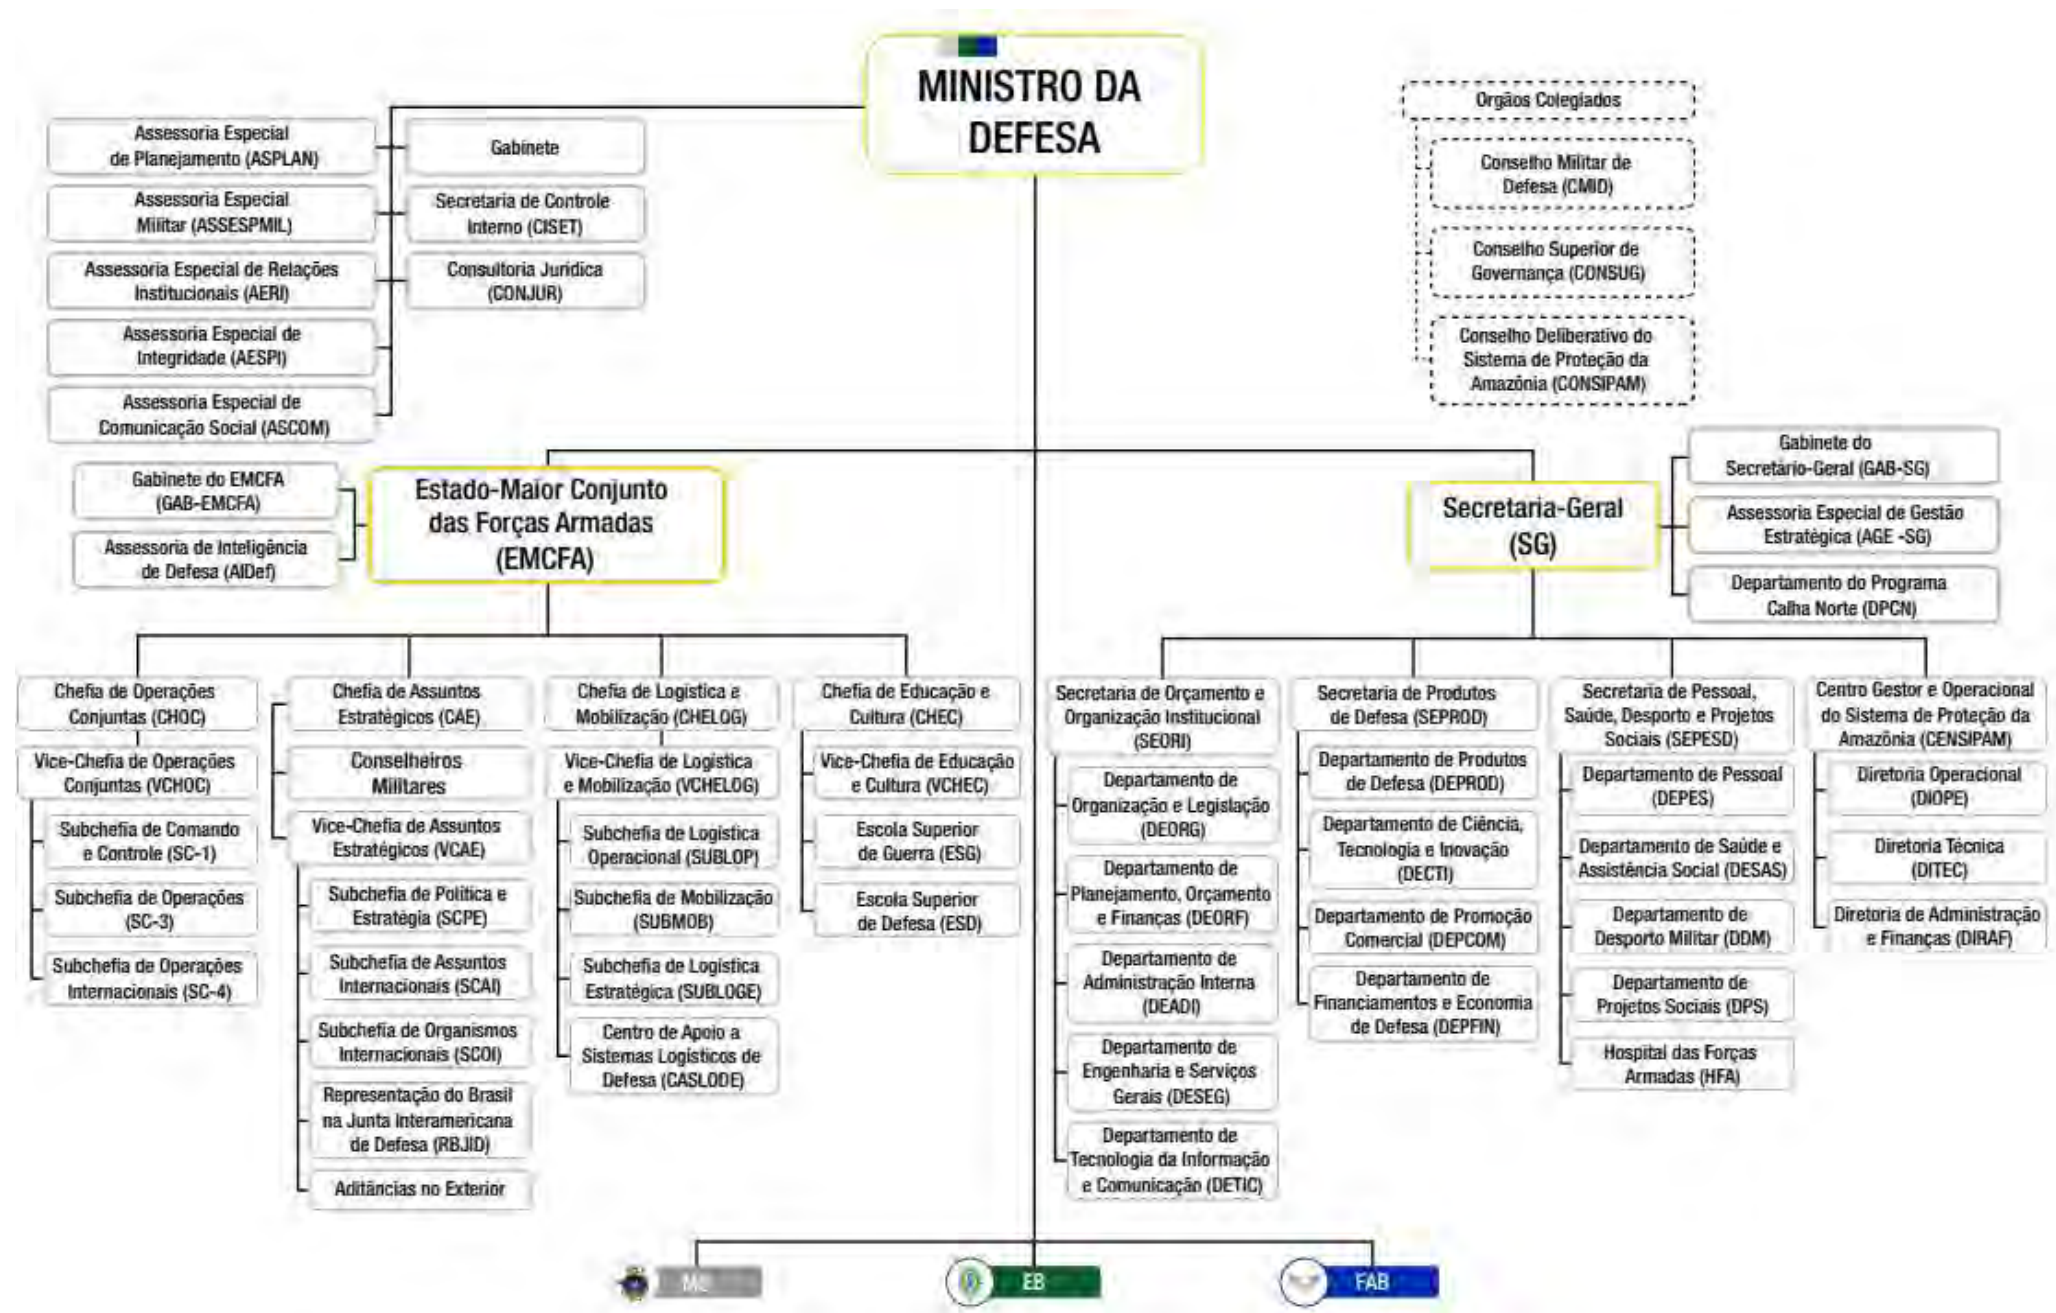 MINISTRO DA
DEFESA
Assessoria Especial
de Planejamento (ASPLAN)
Assessoria Especial
Militar (ASSESPMIL)
Assessoria Especial de Relações
Institucionais (AERI)
Assessoria Especial de
Integridade (AESPI)
Assessoria Especial de
Comunicação Social (ASCOM)
Gabinete
Secretaria de Controle
Interno (CISET)
Consultoria Jurídica
(CONJUR)
Orgãos Colegiados
Conselho Militar de
Defesa (CMID)
Conselho Superior de
Governança (CONSUG)
Conselho Deliberativo do
Sistema de Proteção da
Amazônia (CONSIPAM)
Gabinete do EMCFA
(GAB-EMCFA)
Assessoria de Inteligência
de Defesa (AIDef)
Estado-Maior Conjunto
das Forças Armadas
(EMCFA)
Secretaria-Geral
(SG)
Gabinete do
Secretário-Geral (GAB-SG)
Assessoria Especial de Gestão
Estratégica (AGE -SG)
Departamento do Programa
Calha Norte (DPCN)
Chefia de Operações
Conjuntas (CHOC)
Vice-Chefia de Operações
Conjuntas (VCHOC)
Subchefia de Comando
e Controle (SC-1)
Subchefia de Operações
(SC-3)
Subchefia de Operações
Internacionais (SC-4)
Chefia de Assuntos
Estratégicos (CAE)
Conselheiros
Militares
Vice-Chefia de Assuntos
Estratégicos (VCAE)
Subchefia de Política e
Estratégia (SCPE)
Subchefia de Assuntos
Internacionais (SCAI)
Subchefia de Organismos
Internacionais (SCOI)
Representação do Brasil
na Junta Interamericana
de Defesa (RBJID)
Aditâncias no Exterior
Chefia de Logística e
Mobilização (CHELOG)
Vice-Chefia de Logística
e Mobilização (VCHELOG)
Subchefia de Logística
Operacional (SUBLOP)
Subchefia de Mobilização
(SUBMOB)
Subchefia de Logística
Estratégica (SUBLOGE)
Centro de Apoio a
Sistemas Logísticos de
Defesa (CASLODE)
Chefia de Educação e
Cultura (CHEC)
Vice-Chefia de Educação
e Cultura (VCHEC)
Escola Superior
de Guerra (ESG)
Escola Superior
de Defesa (ESD)
Secretaria de Orçamento e
Organização Institucional
(SEORI)
Departamento de
Organização e Legislação
(DEORG)
Departamento de
Planejamento, Orçamento
e Finanças (DEORF)
Departamento de
Administração Interna
(DEADI)
Departamento de
Engenharia e Serviços
Gerais (DESEG)
Departamento de
Tecnologia da Informação
e Comunicação (DETIC)
Secretaria de Produtos
de Defesa (SEPROD)
Departamento de Produtos
de Defesa (DEPROD)
Departamento de Ciência,
Tecnologia e Inovação
(DECTI)
Departamento de Promoção
Comercial (DEPCOM)
Departamento de
Financiamentos e Economia
de Defesa (DEPFIN)
Secretaria de Pessoal,
Saúde, Desporto e Projetos
Sociais (SEPESD)
Departamento de Pessoal
(DEPES)
Departamento de Saúde e
Assistência Social (DESAS)
Departamento de
Desporto Militar (DDM)
Departamento de
Projetos Sociais (DPS)
Hospital das Forças
Armadas (HFA)
Centro Gestor e Operacional
do Sistema de Proteção da
Amazônia (CENSIPAM)
Diretoria Operacional
(DIOPE)
Diretoria Técnica
(DITEC)
Diretoria de Administração
e Finanças (DIRAF)
EB
FAB